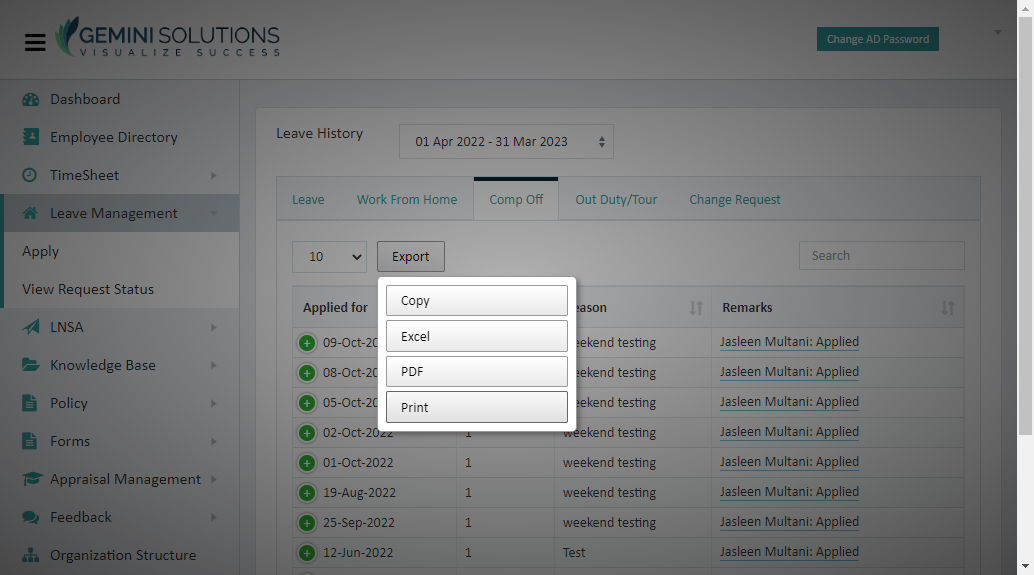 GEMINI SOLUTIONS
VISUALIZE SUCCESS
Change AD Password
Dashboard
Employee Directory
TimeSheet
Leave Management
Apply
View Request Status
LNSA
Knowledge Base
Policy
Forms
Appraisal Management
Feedback
Organization Structure
Leave History
01 Apr 2022 - 31 Mar 2023
Leave Work From Home Comp Off Out Duty/Tour Change Request
10 Export Search
Copy
Excel
PDF
Print
Applied for eason Remarks
09-Oct-20 eekend testing Jasleen Multani: Applied
08-Oct-20 eekend testing Jasleen Multani: Applied
05-Oct-20 eekend testing Jasleen Multani: Applied
02-Oct-2022 1 weekend testing Jasleen Multani: Applied
01-Oct-2022 1 weekend testing Jasleen Multani: Applied
19-Aug-2022 1 weekend testing Jasleen Multani: Applied
25-Sep-2022 1 weekend testing Jasleen Multani: Applied
12-Jun-2022 1 Test Jasleen Multani: Applied